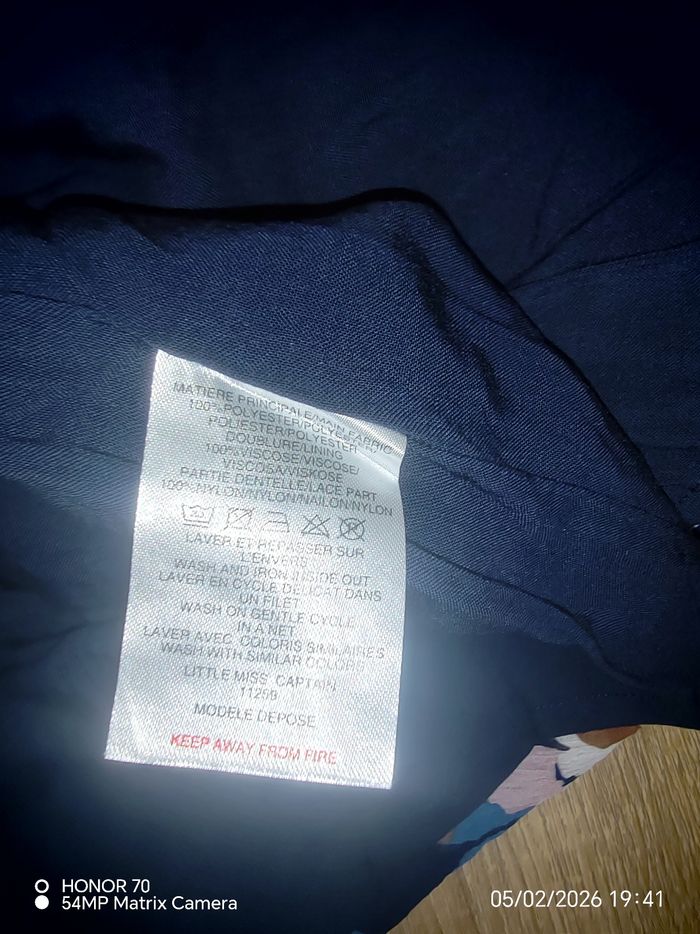 MATIERE PRINCIPALE/MAIN FABRIC
100%POLYESTER/POLYESTER/
POLIESTER/POLYESTER
DOUBLURE/LINING
100%VISCOSE/VISCOSE/
VISCOSA/VISKOSE
PARTIE DENTELLE/LACE PART
100%NYLON/NYLON/NAILON/NYLON
LAVER ET REPASSER SUR
L'ENVERS
WASH AND IRON INSIDE OUT
LAVER EN CYCLE DELICAT DANS
UN FILET
WASH ON GENTLE CYCLE
IN A NET
LAVER AVEC COLORIS SIMILAIRES
WASH WITH SIMILAR COLORS
LITTLE MISS CAPTAIN
MODELE DEPOSE
KEEP AWAY FROM FIRE
HONOR 70
54MP Matrix Camera
05/02/2026 19:41